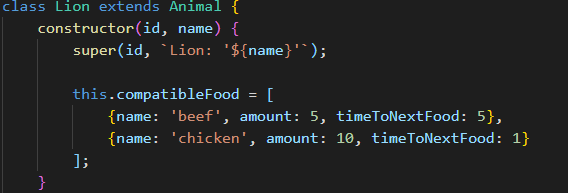 class Lion extends Animal {
constructor(id, name) {
super(id, `Lion: '${name}'`);
this.compatibleFood = [
{name: 'beef', amount: 5, timeToNextFood: 5},
{name: 'chicken', amount: 10, timeToNextFood: 1}
];
}